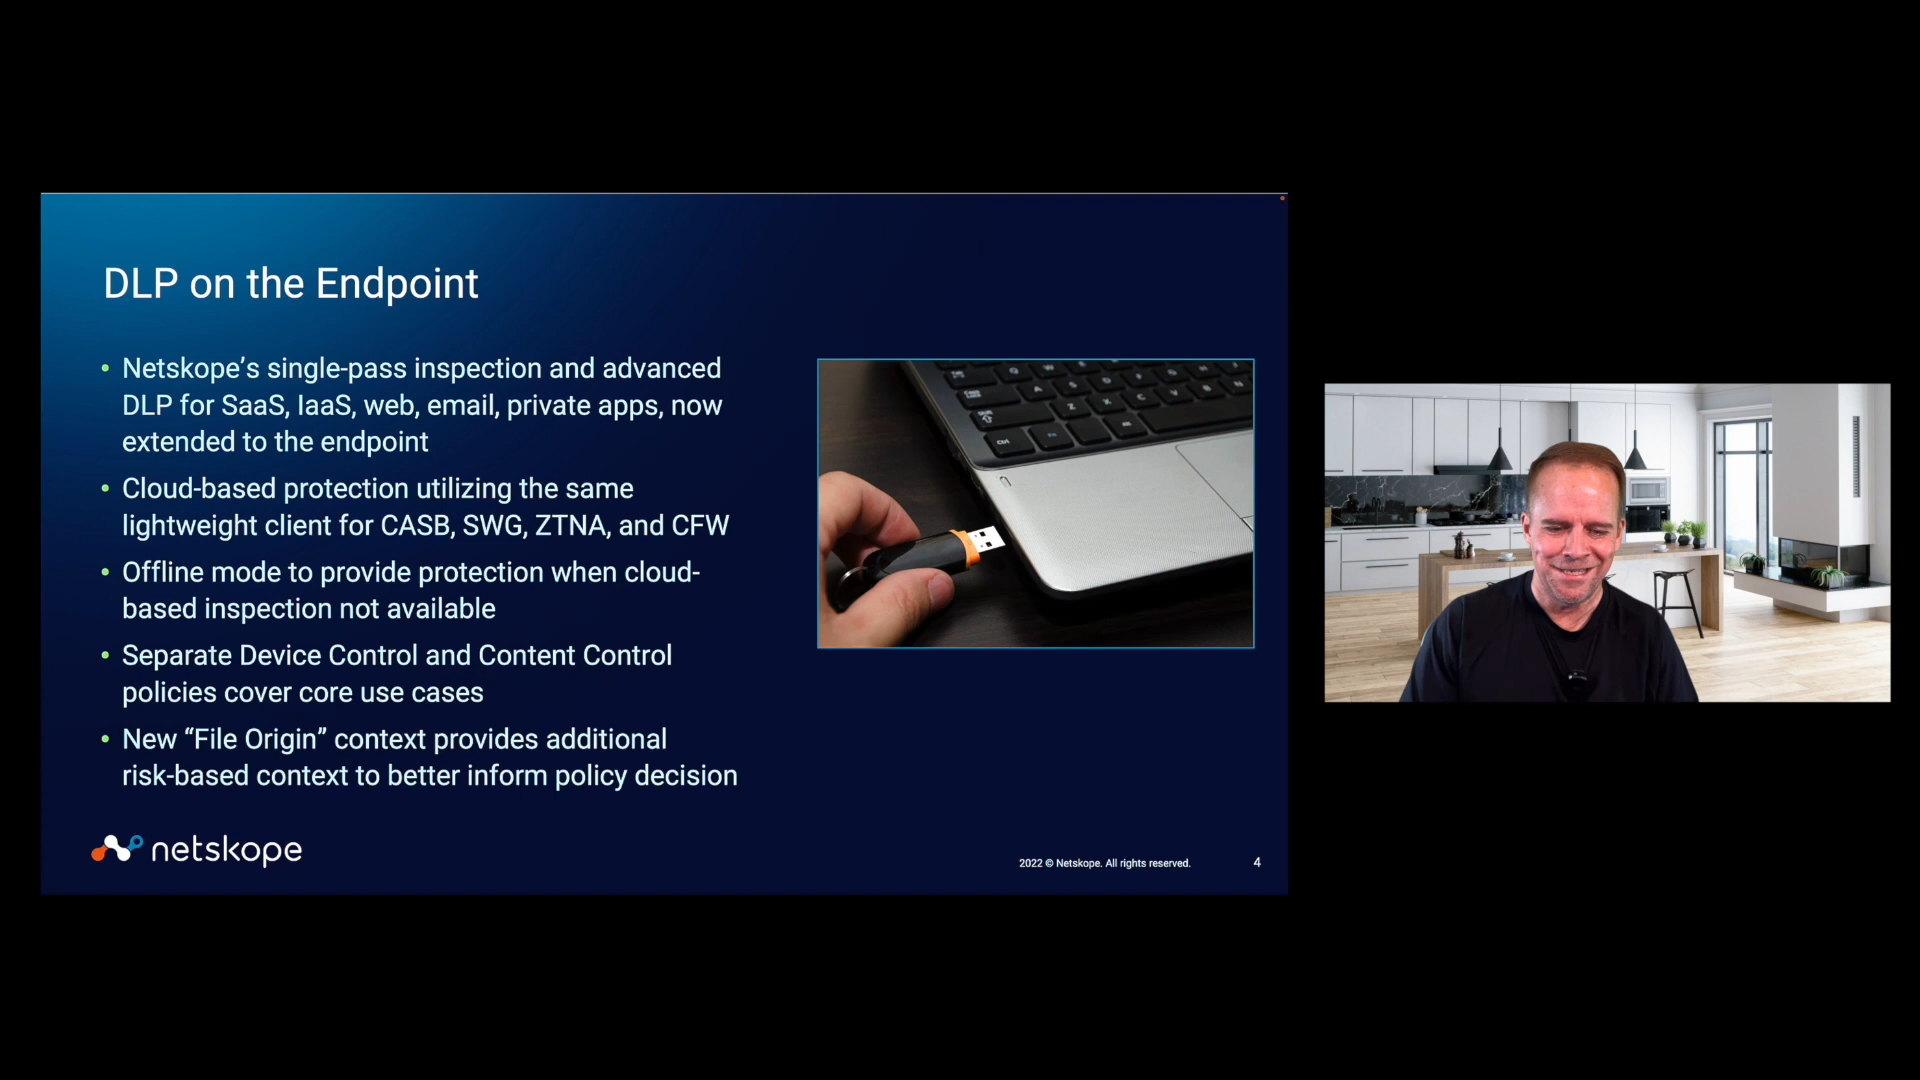 DLP on the Endpoint
• Netskope’s single-pass inspection and advanced
DLP for SaaS, IaaS, web, email, private apps, now
extended to the endpoint
• Cloud-based protection utilizing the same
lightweight client for CASB, SWG, ZTNA, and CFW
• Offline mode to provide protection when cloud-
based inspection not available
• Separate Device Control and Content Control
policies cover core use cases
• New “File Origin” context provides additional
risk-based context to better inform policy decision
netskope
2022 © Netskope. All rights reserved.
4